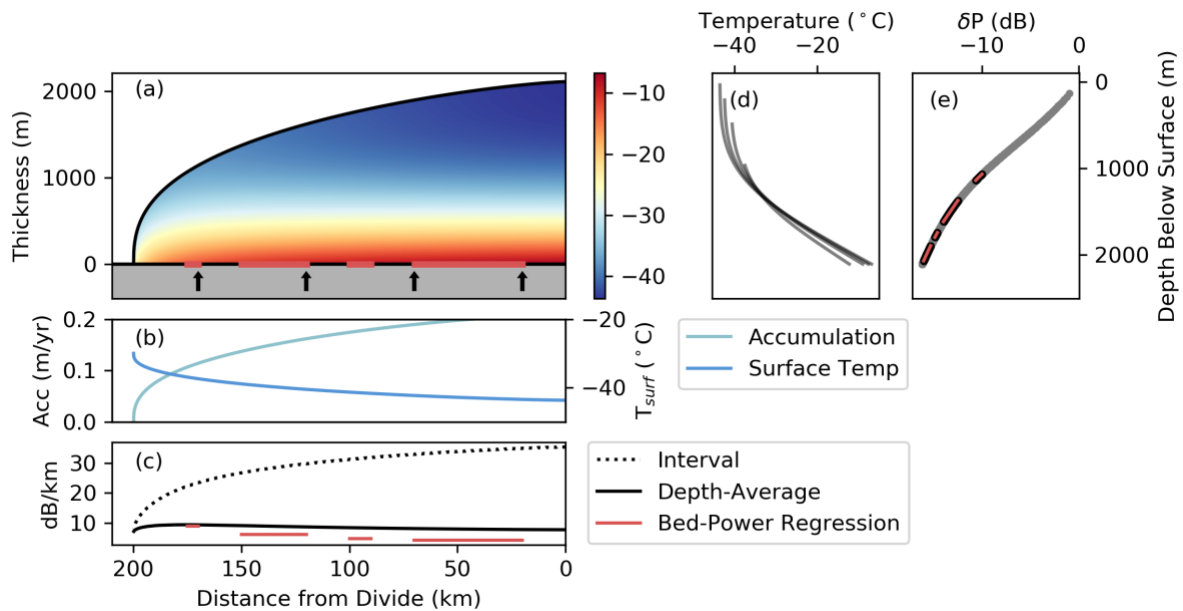 Temperature (°C)
−40 −20
δP (dB)
−10 0
(a)
Thickness (m)
2000
1000
0
−10
−20
−30
−40
(d)
(e)
0
1000
2000
Depth Below Surface (m)
(b)
Acc (m/yr)
0.2
0.1
0.0
−20
−40
T_surf (°C)
Accumulation
Surface Temp
(c)
dB/km
30
20
10
Interval
Depth-Average
Bed-Power Regression
200 150 100 50 0
Distance from Divide (km)